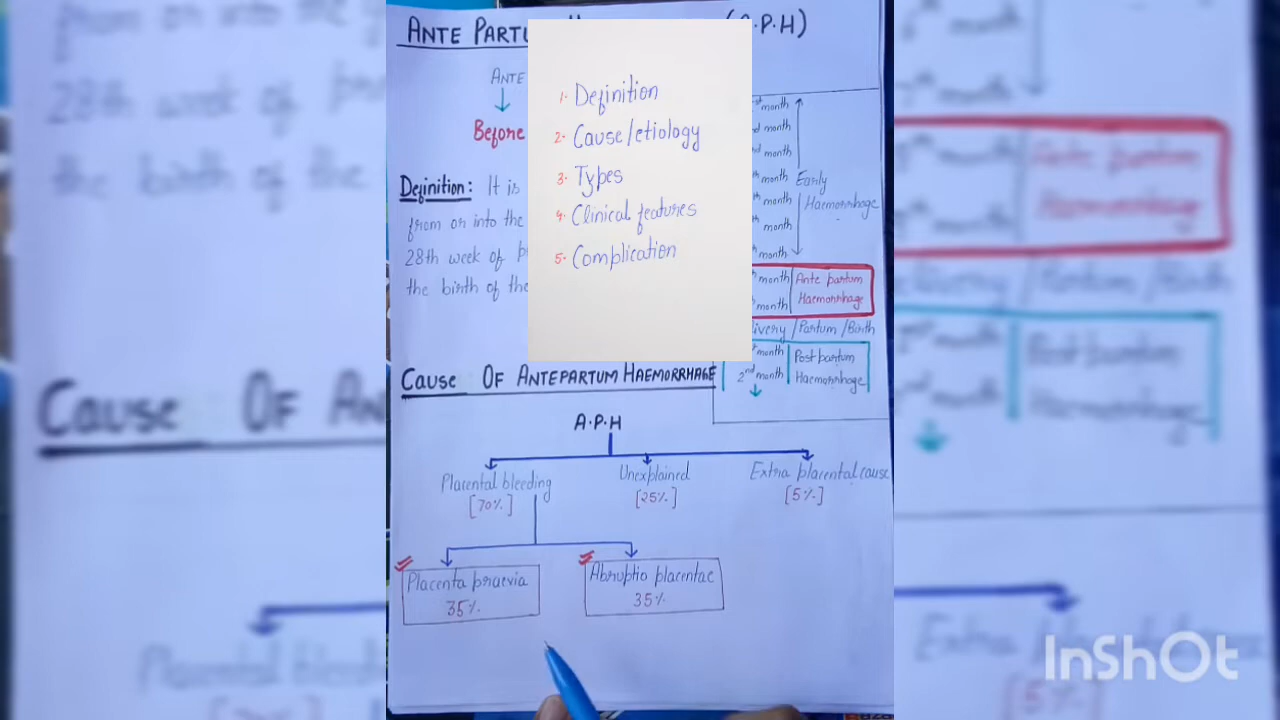 ANTE PARTU
(A.P.H)
ANTE
Before
1. Definition
2. Cause/etiology
3. Types
4. Clinical features
5. Complication
Definition: It is
from or into the
28th week of
the birth of the
month
month
month
month
month
month
month
Early
Haemorrhage
month
month
Ante partum
Haemorrhage
/Partum/Birth
month
2nd month
Post partum
Haemorrhage
Cause OF ANTEPARTUM HAEMORRHAGE
A.P.H
Placental bleeding
[70%]
Unexplained
[25%]
Extra placental cause
[5%]
Placenta praevia
35%
Abruptio placentae
35%
InShOt